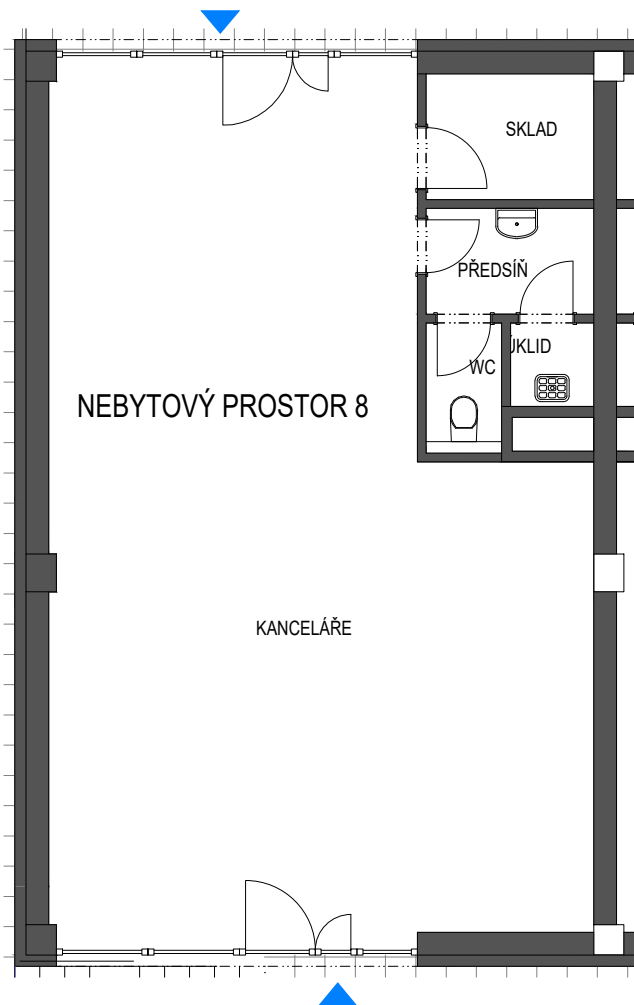 SKLAD
PŘEDSÍŇ
ÚKLID
WC
NEBYTOVÝ PROSTOR 8
KANCELÁŘE